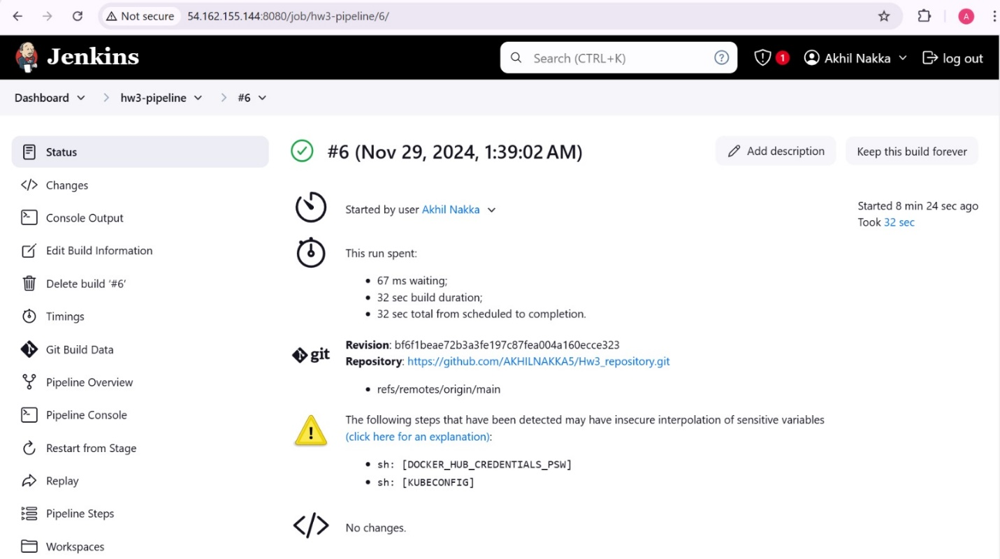 Not secure 54.162.155.144:8080/job/hw3-pipeline/6/ A
Jenkins Search (CTRL+K) ? 1 Akhil Nakka log out
Dashboard hw3-pipeline #6
Status
Changes
Console Output
Edit Build Information
Delete build ‘#6’
Timings
Git Build Data
Pipeline Overview
Pipeline Console
Restart from Stage
Replay
Pipeline Steps
Workspaces
#6 (Nov 29, 2024, 1:39:02 AM)
Add description
Keep this build forever
Started by user Akhil Nakka
Started 8 min 24 sec ago
Took 32 sec
This run spent:
• 67 ms waiting;
• 32 sec build duration;
• 32 sec total from scheduled to completion.
git
Revision: bf6f1beae72b3a3fe197c87fea004a160ecce323
Repository: https://github.com/AKHILNAKKA5/Hw3_repository.git
• refs/remotes/origin/main
The following steps that have been detected may have insecure interpolation of sensitive variables
(click here for an explanation):
• sh: [DOCKER_HUB_CREDENTIALS_PSW]
• sh: [KUBECONFIG]
No changes.